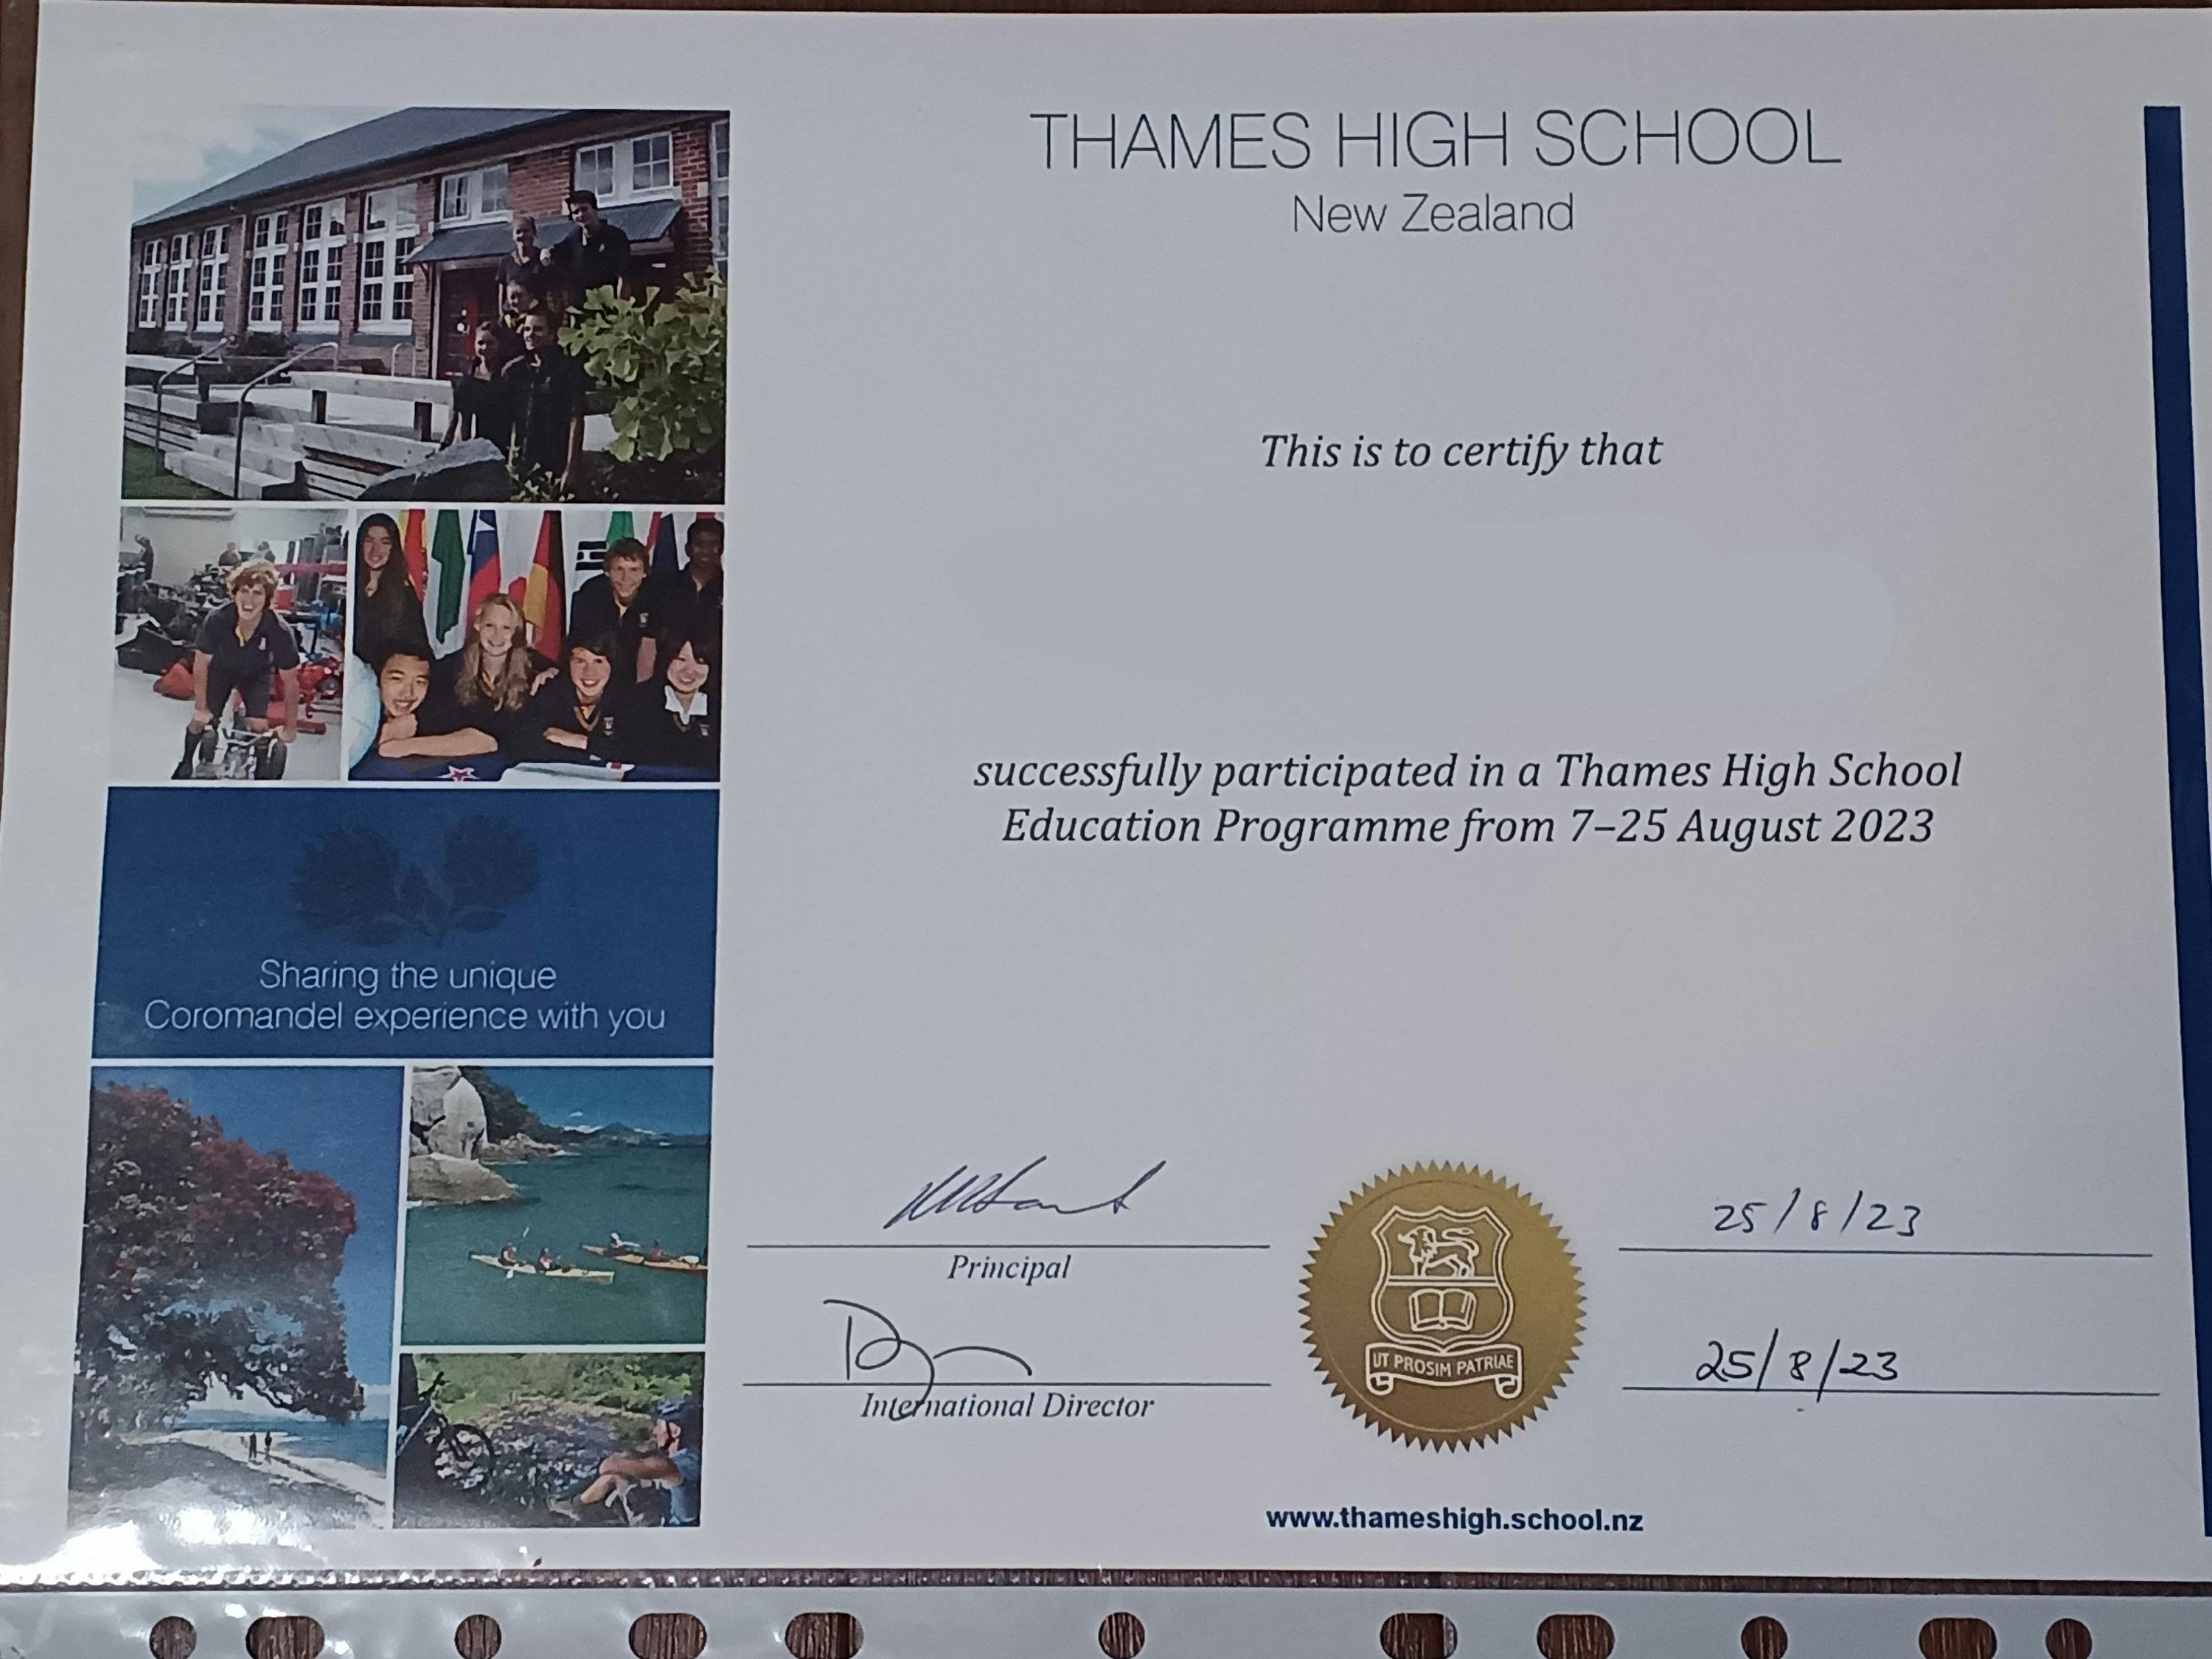 THAMES HIGH SCHOOL
New Zealand
This is to certify that
successfully participated in a Thames High School
Education Programme from 7–25 August 2023
Sharing the unique
Coromandel experience with you
25/8/23
Principal
25/8/23
International Director
UT PROSIM PATRIAE
www.thameshigh.school.nz